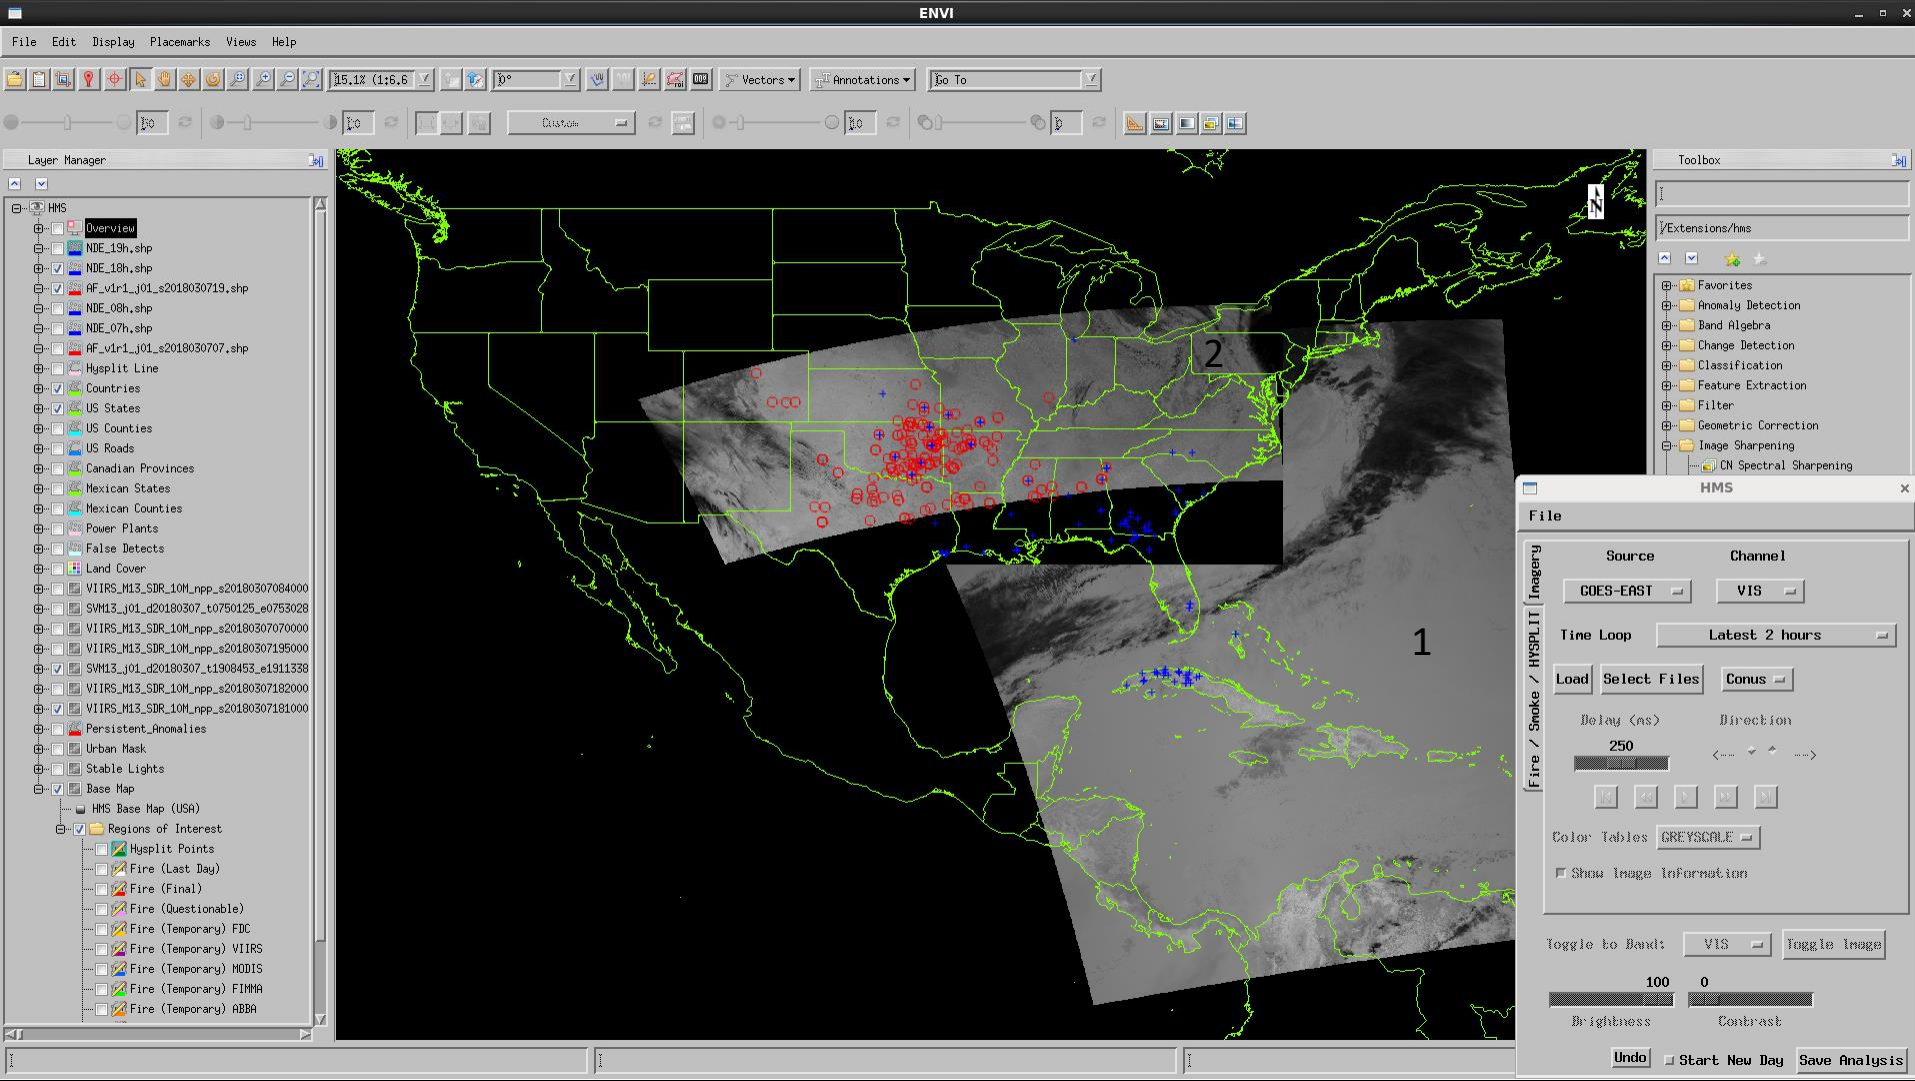 ENVI
File Edit Display Placemarks Views Help
15.1% (1:6.6 0° Vectors Annotations Go To
Custom
Layer Manager
HMS
Overview
NDE_19h.shp
NDE_18h.shp
AF_v1r1_j01_s2018030719.shp
NDE_08h.shp
NDE_07h.shp
AF_v1r1_j01_s2018030707.shp
Hysplit Line
Countries
US States
US Counties
US Roads
Canadian Provinces
Mexican States
Mexican Counties
Power Plants
False Detects
Land Cover
VIIRS_M13_SDR_10M_npp_s20180307084000
SVM13_j01_d20180307_t0750125_e0753028
VIIRS_M13_SDR_10M_npp_s20180307070000
VIIRS_M13_SDR_10M_npp_s20180307195000
SVM13_j01_d20180307_t1908453_e1911338
VIIRS_M13_SDR_10M_npp_s20180307182000
VIIRS_M13_SDR_10M_npp_s20180307181000
Persistent_Anomalies
Urban Mask
Stable Lights
Base Map
HMS Base Map (USA)
Regions of Interest
Hysplit Points
Fire (Last Day)
Fire (Final)
Fire (Questionable)
Fire (Temporary) FDC
Fire (Temporary) VIIRS
Fire (Temporary) MODIS
Fire (Temporary) FIMMA
Fire (Temporary) ABBA
N
2
1
Toolbox
/Extensions/hms
Favorites
Anomaly Detection
Band Algebra
Change Detection
Classification
Feature Extraction
Filter
Geometric Correction
Image Sharpening
CN Spectral Sharpening
HMS
File
Imagery
Fire / Smoke / HYSPLIT
Source Channel
GOES-EAST VIS
Time Loop Latest 2 hours
Load Select Files Conus
Delay (ms) Direction
250
<---- ---->
Color Tables GREYSCALE
Show Image Information
Toggle to Band: VIS Toggle Image
100 0
Brightness Contrast
Undo Start New Day Save Analysis